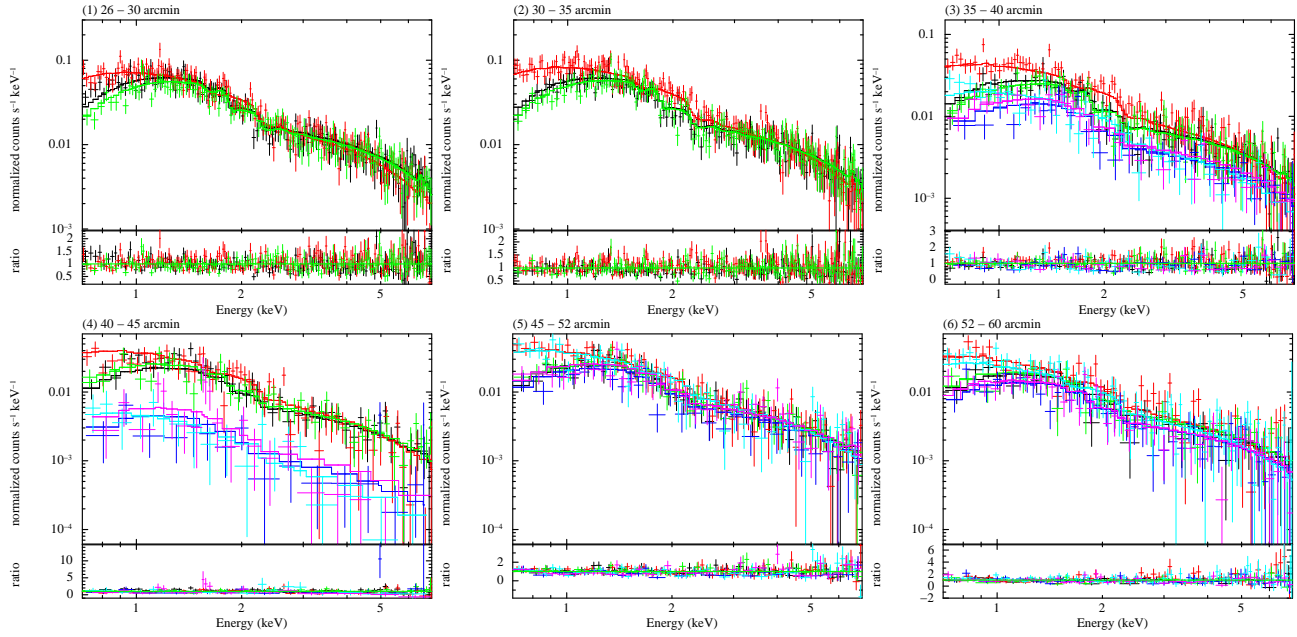 (1) 26 – 30 arcmin
normalized counts s⁻¹ keV⁻¹
0.1
0.01
10⁻³
ratio
2
1.5
1
0.5
1 2 5
Energy (keV)
(2) 30 – 35 arcmin
normalized counts s⁻¹ keV⁻¹
0.1
0.01
10⁻³
ratio
2
1.5
1
0.5
1 2 5
Energy (keV)
(3) 35 – 40 arcmin
normalized counts s⁻¹ keV⁻¹
0.1
0.01
10⁻³
ratio
3
2
1
0
1 2 5
Energy (keV)
(4) 40 – 45 arcmin
normalized counts s⁻¹ keV⁻¹
0.01
10⁻³
10⁻⁴
ratio
10
5
0
1 2 5
Energy (keV)
(5) 45 – 52 arcmin
normalized counts s⁻¹ keV⁻¹
0.01
10⁻³
10⁻⁴
ratio
2
0
1 2 5
Energy (keV)
(6) 52 – 60 arcmin
normalized counts s⁻¹ keV⁻¹
0.01
10⁻³
10⁻⁴
ratio
6
4
2
0
−2
1 2 5
Energy (keV)